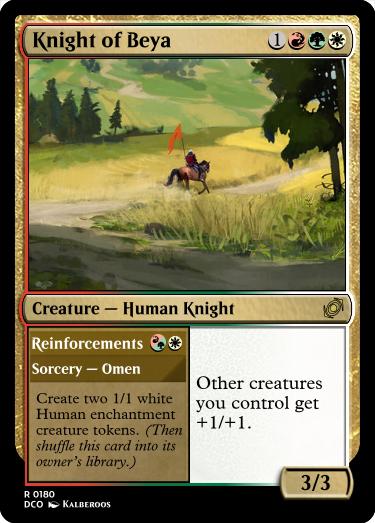 Knight of Beya 1
Creature — Human Knight
Reinforcements
Sorcery — Omen
Create two 1/1 white
Human enchantment
creature tokens. (Then
shuffle this card into its
owner's library.)
Other creatures
you control get
+1/+1.
3/3
R 0180
DCO KALBEROOS